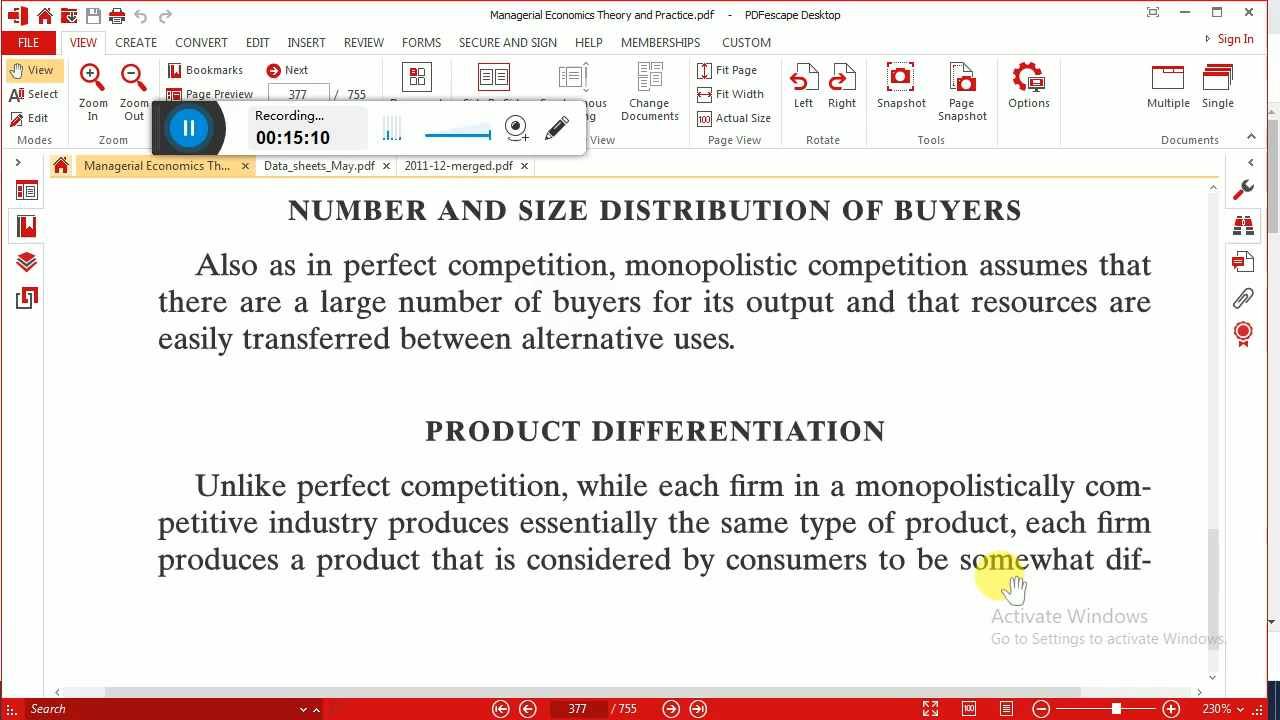 Managerial Economics Theory and Practice.pdf - PDFescape Desktop
FILE VIEW CREATE CONVERT EDIT INSERT REVIEW FORMS SECURE AND SIGN HELP MEMBERSHIPS CUSTOM Sign In
View Bookmarks Next Fit Page
Select Page Preview 377 / 755 Fit Width
Edit Zoom In Zoom Out Change Documents Actual Size Left Right Snapshot Page Snapshot Options Multiple Single
Modes Zoom View Page View Rotate Tools Documents
Recording...
00:15:10
Managerial Economics Th... Data_sheets_May.pdf 2011-12-merged.pdf
NUMBER AND SIZE DISTRIBUTION OF BUYERS
Also as in perfect competition, monopolistic competition assumes that
there are a large number of buyers for its output and that resources are
easily transferred between alternative uses.
PRODUCT DIFFERENTIATION
Unlike perfect competition, while each firm in a monopolistically com-
petitive industry produces essentially the same type of product, each firm
produces a product that is considered by consumers to be somewhat dif-
Activate Windows
Go to Settings to activate Windows.
Search 377 / 755 100 230%